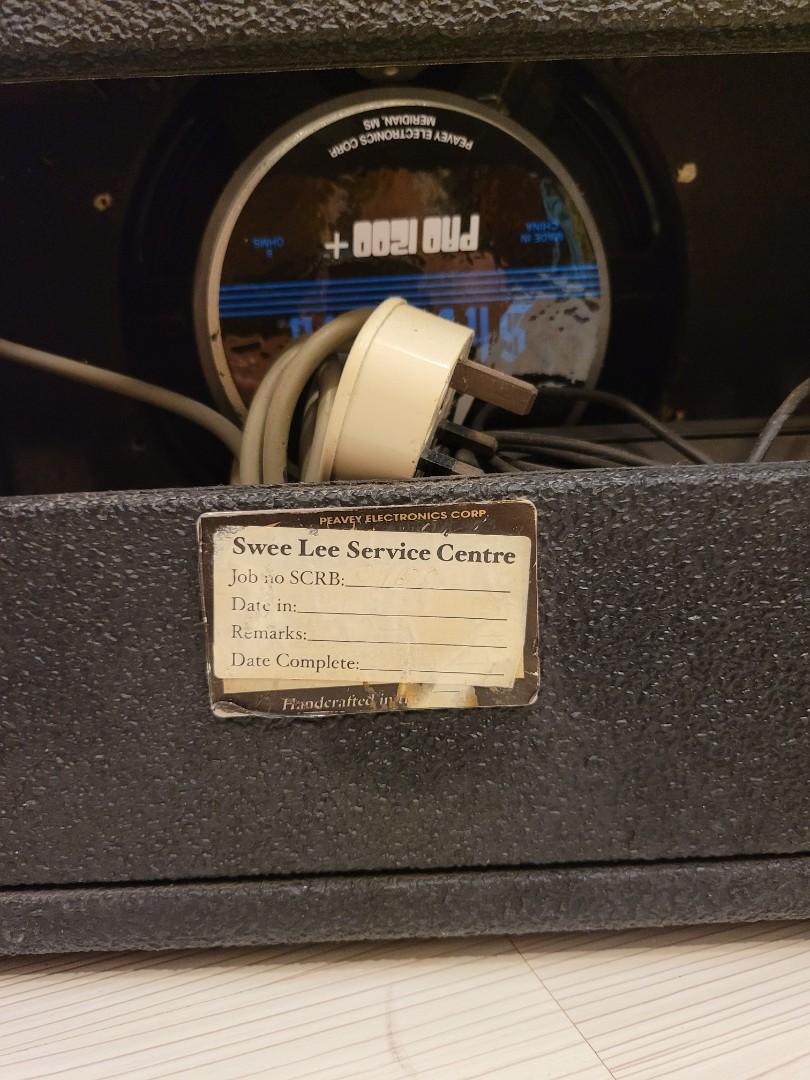 PEAVEY ELECTRONICS CORP.
MERIDIAN, MS
MADE IN
CHINA
PRO 1200+
8
OHMS
PEAVEY ELECTRONICS CORP.
Swee Lee Service Centre
Job no SCRB:
Date in:
Remarks:
Date Complete:
Handcrafted in